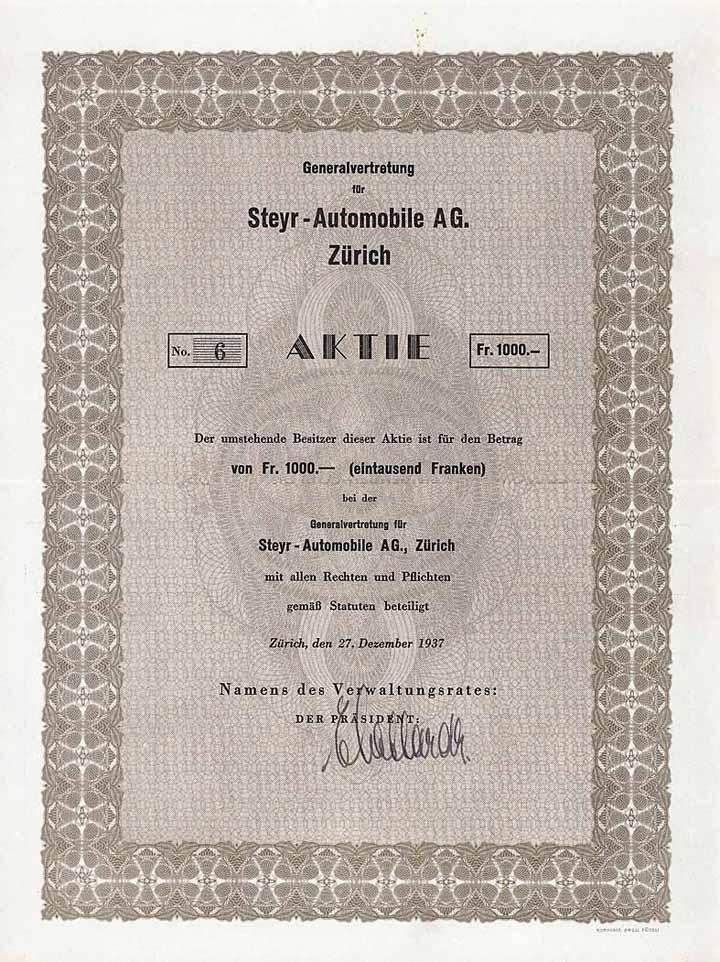 Generalvertretung
für
Steyr-Automobile AG.
Zürich
No. 6 AKTIE Fr. 1000.–
Der umstehende Besitzer dieser Aktie ist für den Betrag
von Fr. 1000.— (eintausend Franken)
bei der
Generalvertretung für
Steyr-Automobile AG., Zürich
mit allen Rechten und Pflichten
gemäß Statuten beteiligt
Zürich, den 27. Dezember 1937
Namens des Verwaltungsrates:
DER PRÄSIDENT: